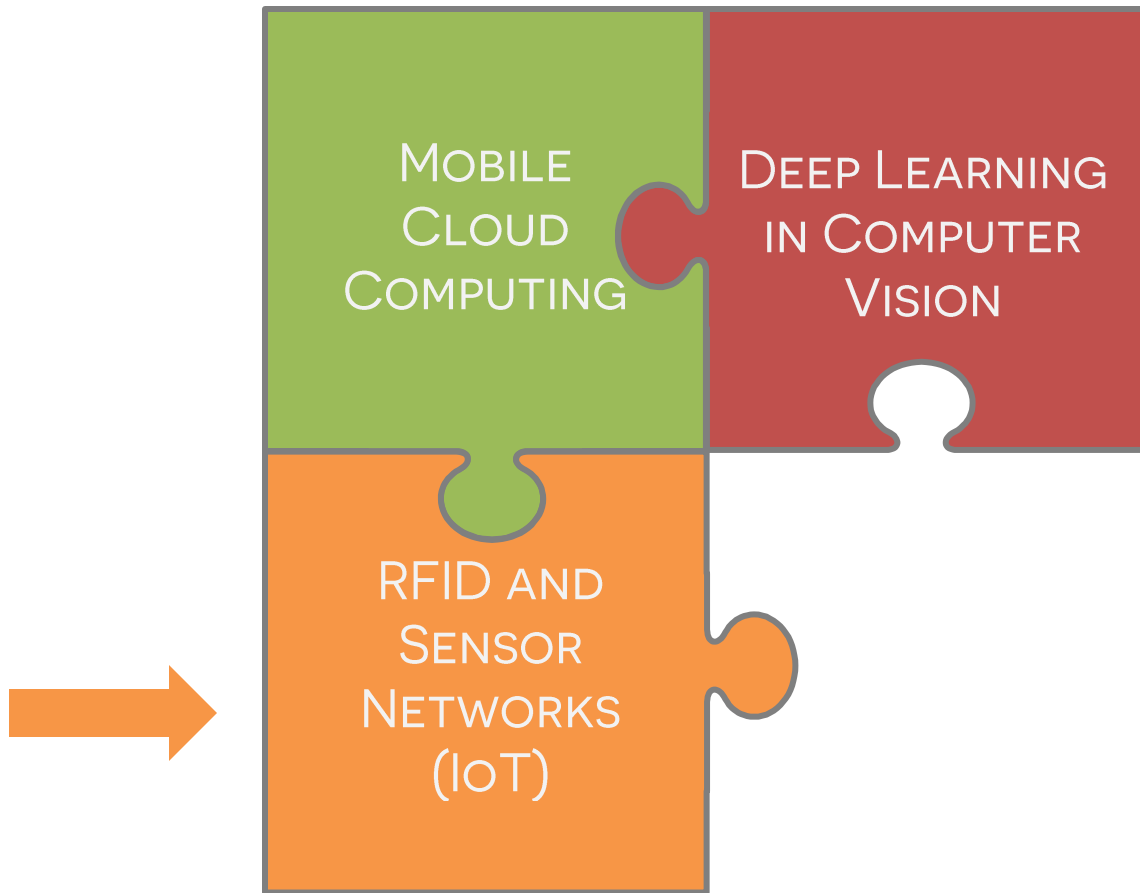 Mobile
Cloud
Computing
Deep Learning
in Computer
Vision
RFID and
Sensor
Networks
(IoT)